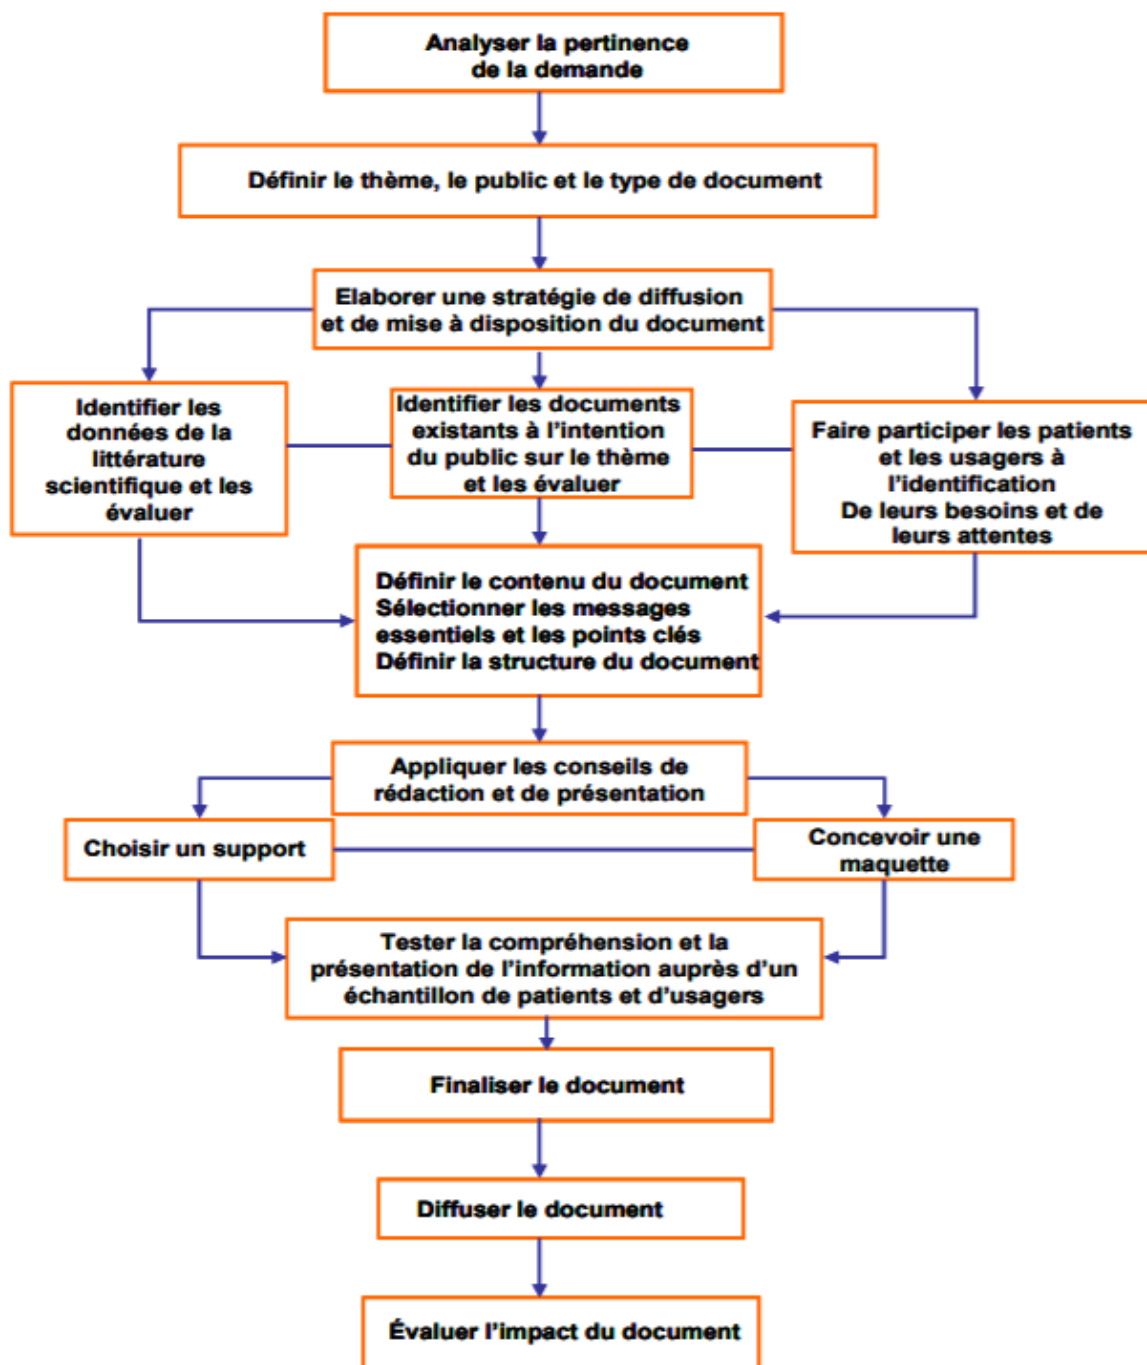 Analyser la pertinence
de la demande
Définir le thème, le public et le type de document
Elaborer une stratégie de diffusion
et de mise à disposition du document
Identifier les
données de la
littérature
scientifique et les
évaluer
Identifier les documents
existants à l'intention
du public sur le thème
et les évaluer
Faire participer les patients
et les usagers à
l'identification
De leurs besoins et de
leurs attentes
Définir le contenu du document
Sélectionner les messages
essentiels et les points clés
Définir la structure du document
Appliquer les conseils de
rédaction et de présentation
Choisir un support
Concevoir une
maquette
Tester la compréhension et la
présentation de l'information auprès d'un
échantillon de patients et d'usagers
Finaliser le document
Diffuser le document
Évaluer l'impact du document